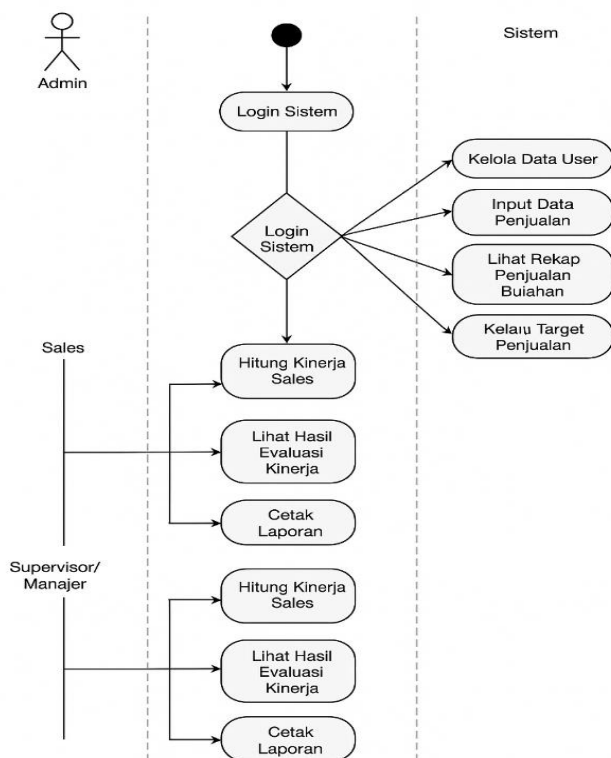 Admin
Sistem
Login Sistem
Kelola Data User
Input Data
Penjualan
Login
Sistem
Lihat Rekap
Penjualan
Buiahan
Kelaiu Target
Penjualan
Sales
Hitung Kinerja
Sales
Lihat Hasil
Evaluasi
Kinerja
Cetak
Laporan
Supervisor/
Manajer
Hitung Kinerja
Sales
Lihat Hasil
Evaluasi
Kinerja
Cetak
Laporan